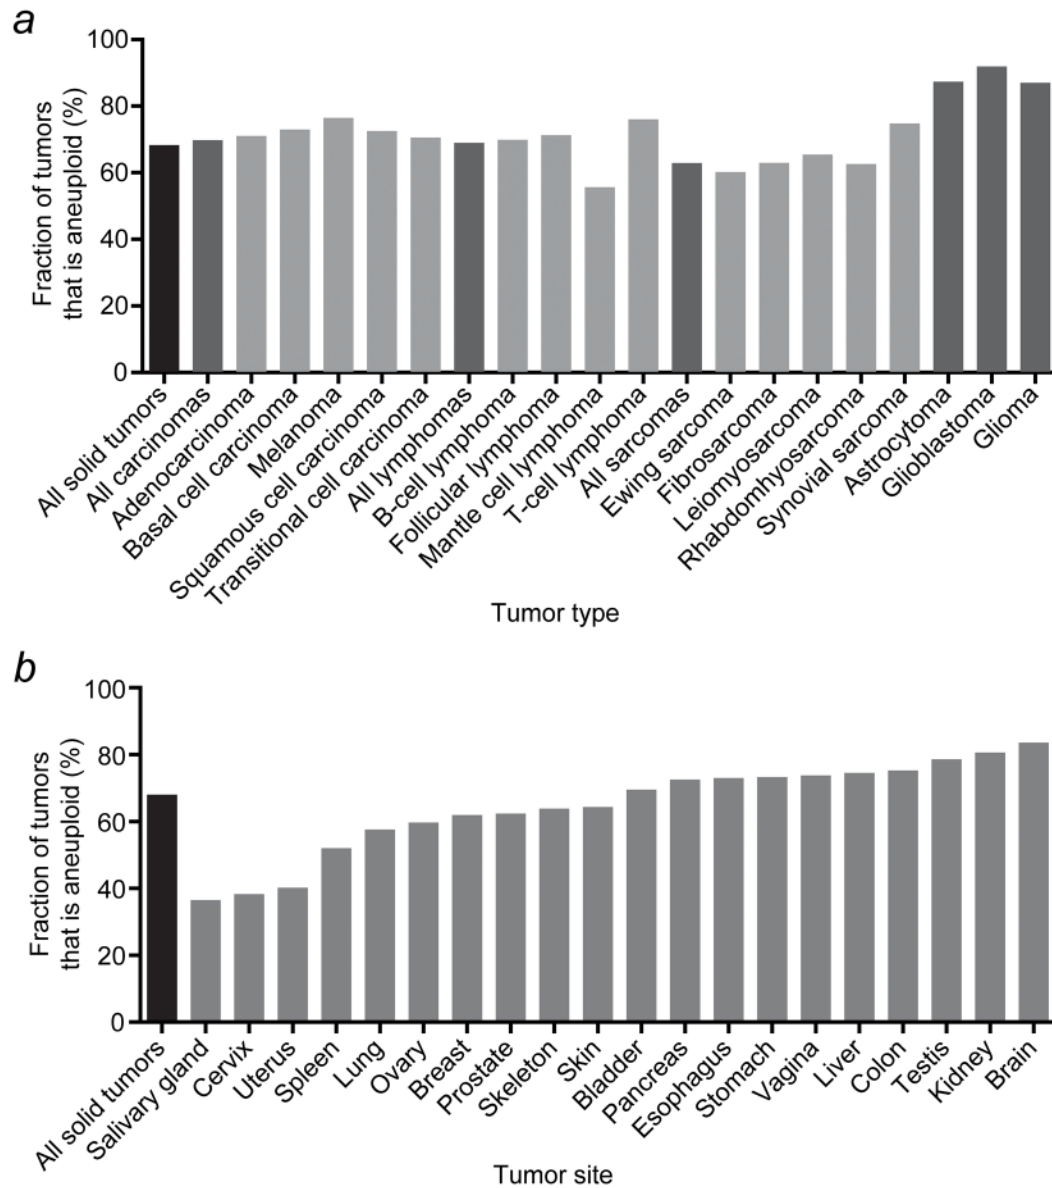 a
Fraction of tumors
that is aneuploid (%)
100
80
60
40
20
0
All solid tumors
All carcinomas
Adenocarcinoma
Basal cell carcinoma
Melanoma
Squamous cell carcinoma
Transitional cell carcinoma
All lymphomas
B-cell lymphoma
Follicular lymphoma
Mantle cell lymphoma
T-cell lymphoma
All sarcomas
Ewing sarcoma
Fibrosarcoma
Leiomyosarcoma
Rhabdomhyosarcoma
Synovial sarcoma
Astrocytoma
Glioblastoma
Glioma
Tumor type
b
Fraction of tumors
that is aneuploid (%)
100
80
60
40
20
0
All solid tumors
Salivary gland
Cervix
Uterus
Spleen
Lung
Ovary
Breast
Prostate
Skeleton
Skin
Bladder
Pancreas
Esophagus
Stomach
Vagina
Liver
Colon
Testis
Kidney
Brain
Tumor site